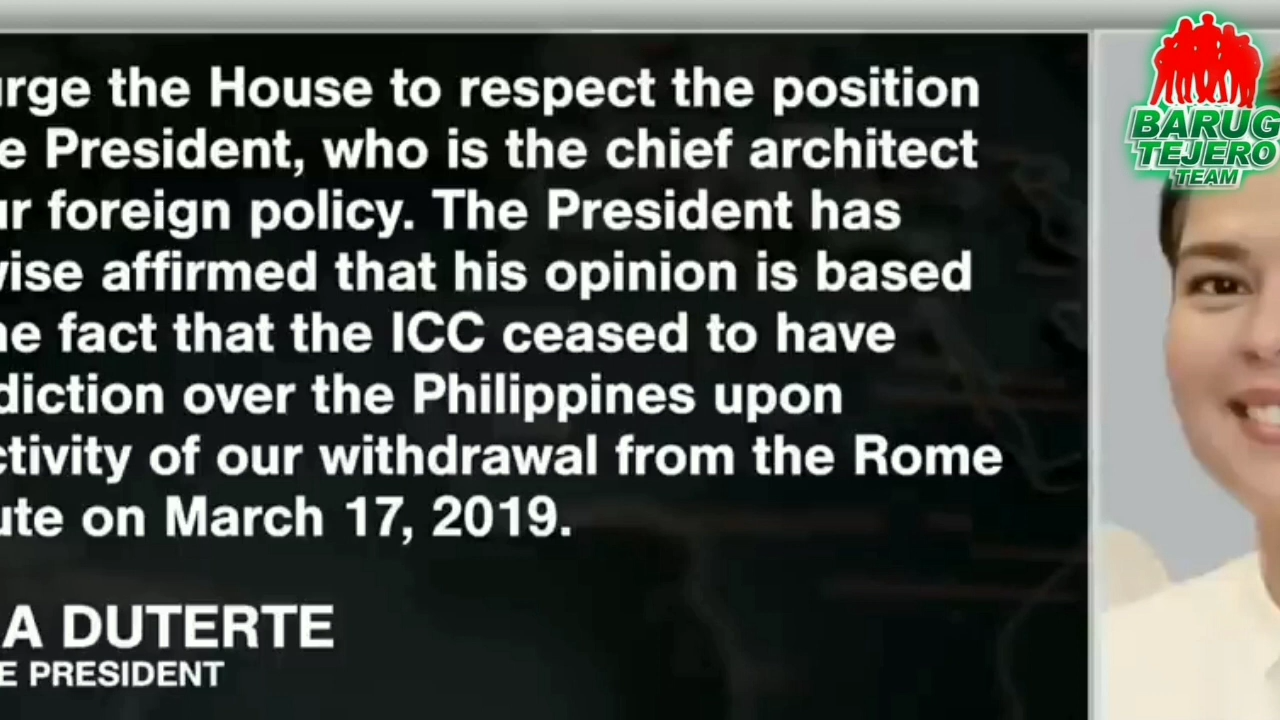 urge the House to respect the position
e President, who is the chief architect
ur foreign policy. The President has
wise affirmed that his opinion is based
he fact that the ICC ceased to have
diction over the Philippines upon
ctivity of our withdrawal from the Rome
ute on March 17, 2019.
RA DUTERTE
E PRESIDENT
BARUG
TEJERO
TEAM